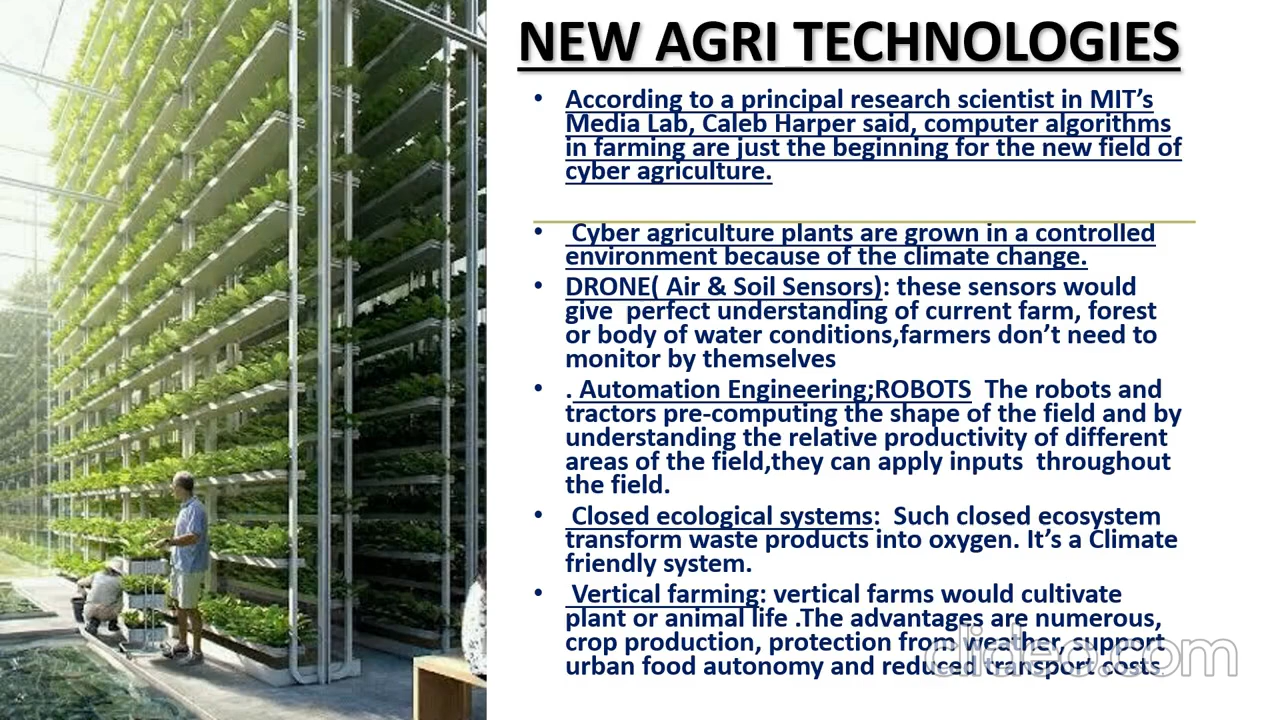 NEW AGRI TECHNOLOGIES
• According to a principal research scientist in MIT’s
Media Lab, Caleb Harper said, computer algorithms
in farming are just the beginning for the new field of
cyber agriculture.
• Cyber agriculture plants are grown in a controlled
environment because of the climate change.
• DRONE( Air & Soil Sensors): these sensors would
give  perfect understanding of current farm, forest
or body of water conditions,farmers don’t need to
monitor by themselves
• . Automation Engineering;ROBOTS  The robots and
tractors pre-computing the shape of the field and by
understanding the relative productivity of different
areas of the field,they can apply inputs  throughout
the field.
• Closed ecological systems:  Such closed ecosystem
transform waste products into oxygen. It’s a Climate
friendly system.
• Vertical farming: vertical farms would cultivate
plant or animal life .The advantages are numerous,
crop production, protection from weather, support
urban food autonomy and reduced transport costs
clideo.com